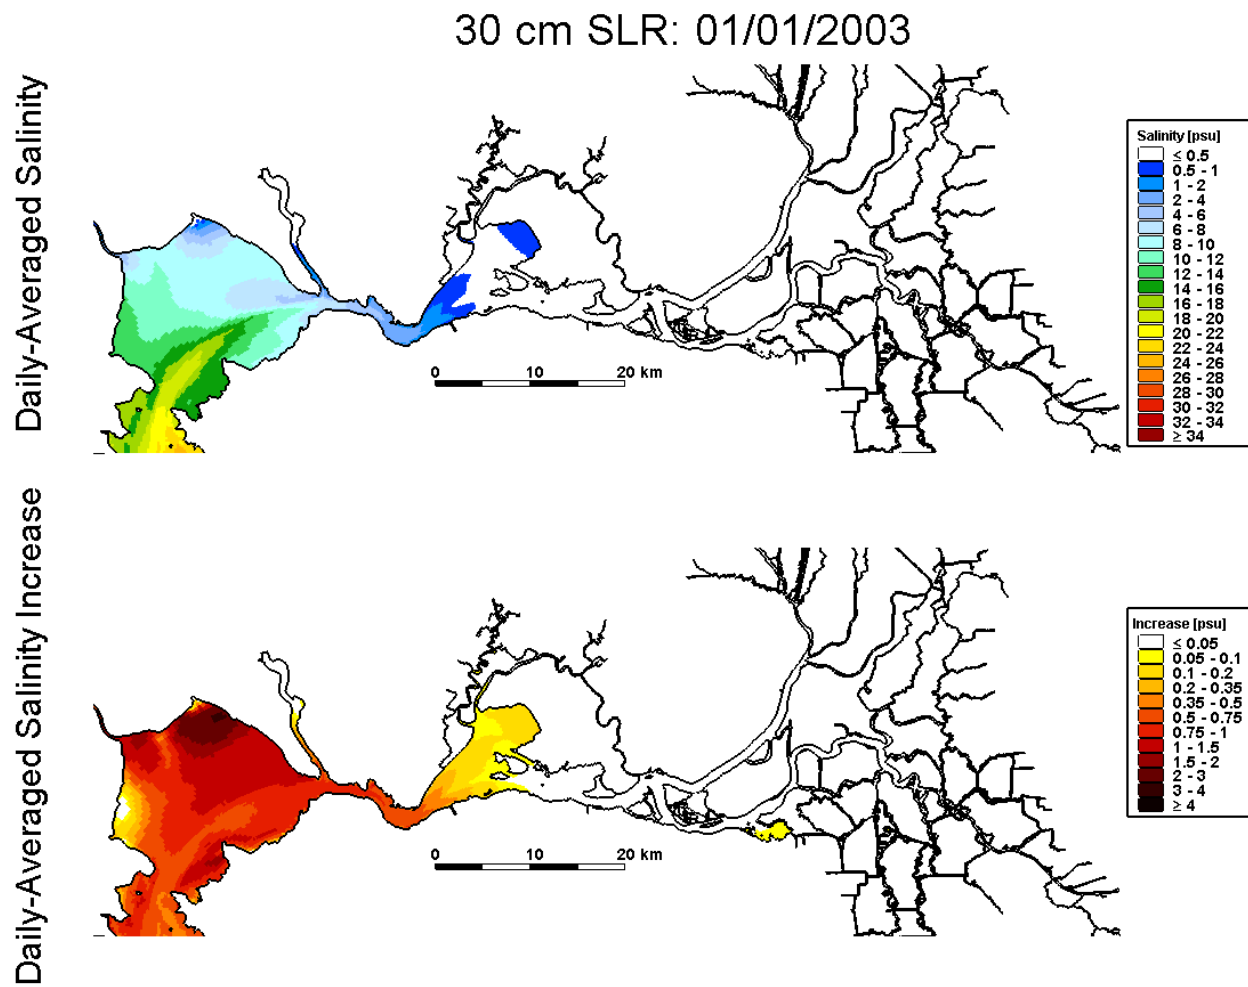 30 cm SLR: 01/01/2003
Daily-Averaged Salinity
Salinity [psu]
≤ 0.5
0.5 - 1
1 - 2
2 - 4
4 - 6
6 - 8
8 - 10
10 - 12
12 - 14
14 - 16
16 - 18
18 - 20
20 - 22
22 - 24
24 - 26
26 - 28
28 - 30
30 - 32
32 - 34
≥ 34
0 10 20 km
Daily-Averaged Salinity Increase
Increase [psu]
≤ 0.05
0.05 - 0.1
0.1 - 0.2
0.2 - 0.35
0.35 - 0.5
0.5 - 0.75
0.75 - 1
1 - 1.5
1.5 - 2
2 - 3
3 - 4
≥ 4
0 10 20 km